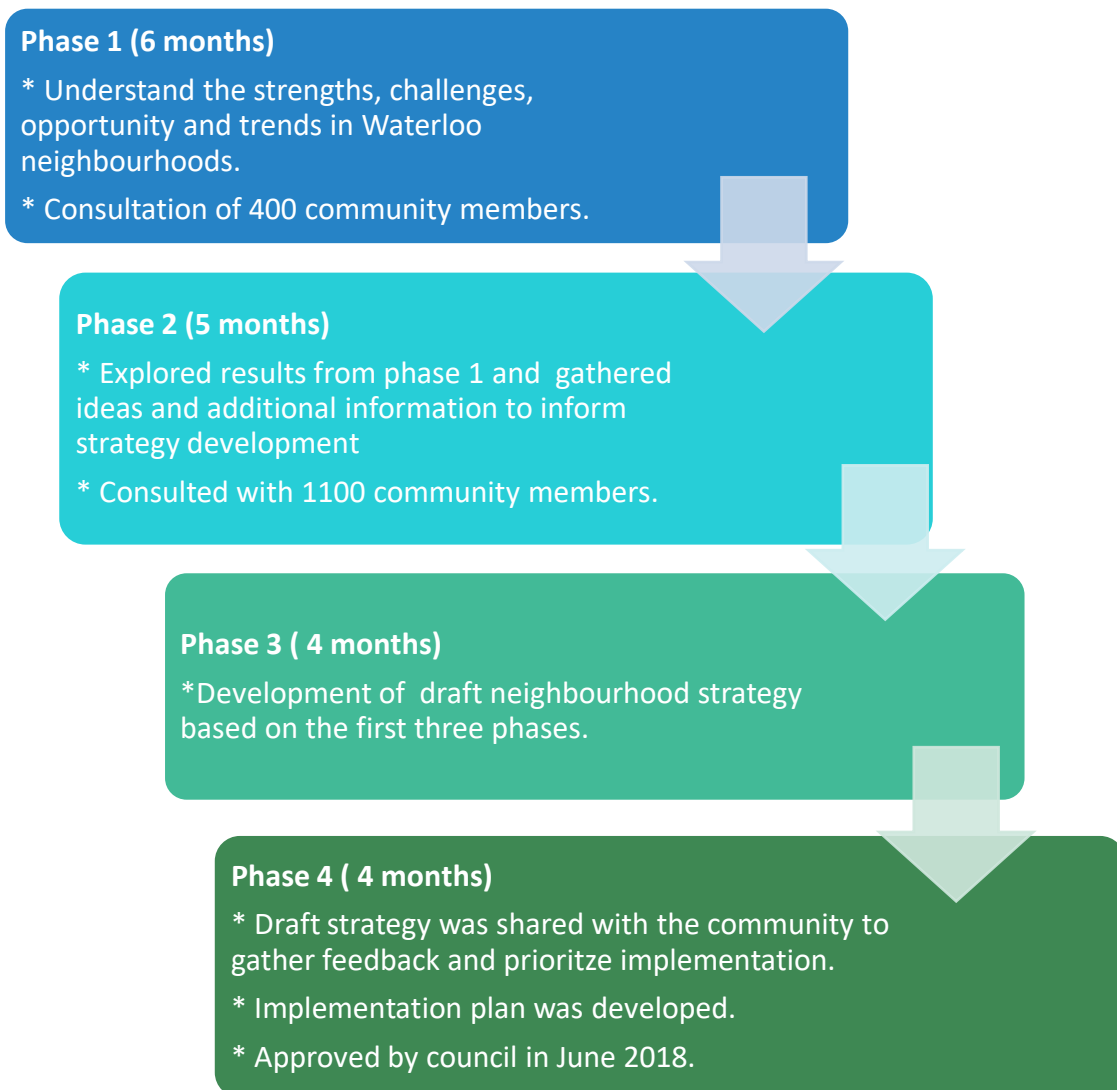 Phase 1 (6 months)
* Understand the strengths, challenges,
opportunity and trends in Waterloo
neighbourhoods.
* Consultation of 400 community members.
Phase 2 (5 months)
* Explored results from phase 1 and  gathered
ideas and additional information to inform
strategy development
* Consulted with 1100 community members.
Phase 3 ( 4 months)
*Development of  draft neighbourhood strategy
based on the first three phases.
Phase 4 ( 4 months)
* Draft strategy was shared with the community to
gather feedback and prioritze implementation.
* Implementation plan was developed.
* Approved by council in June 2018.